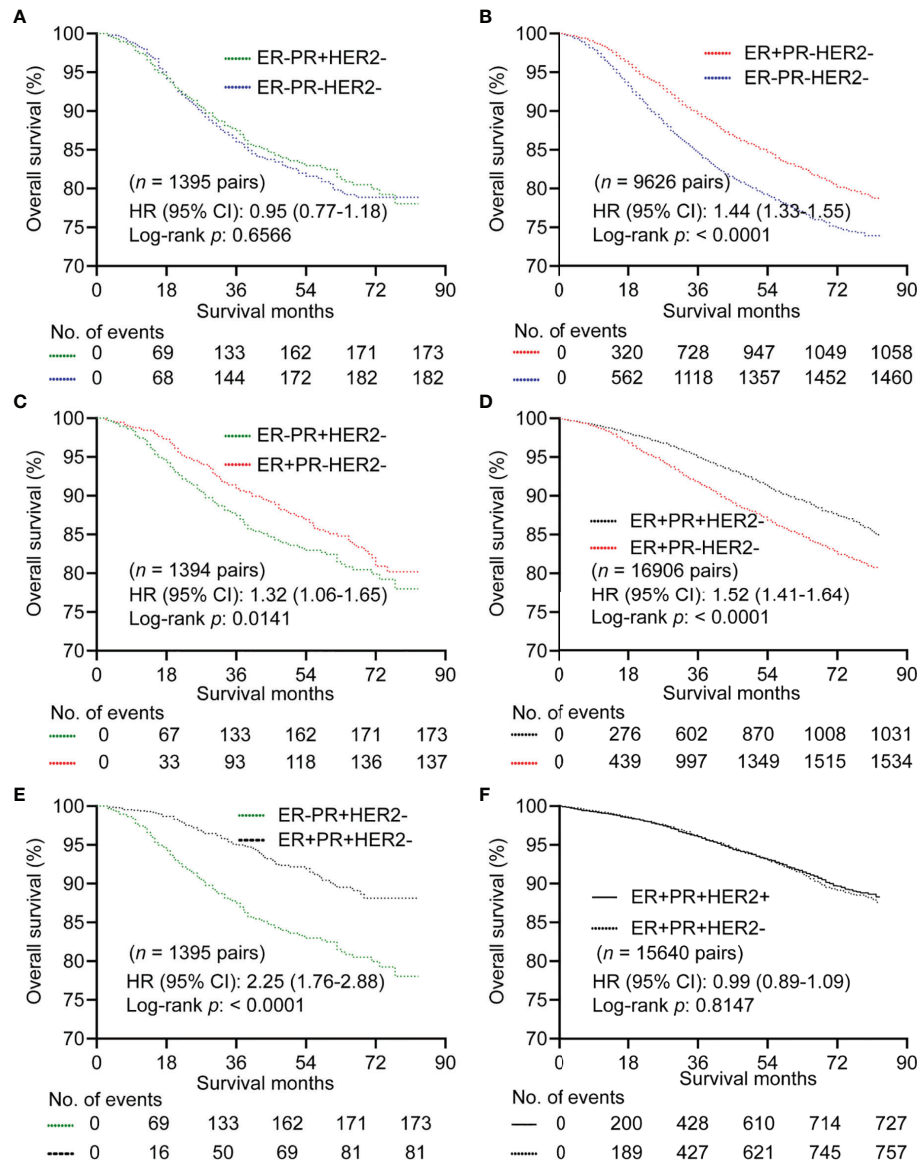 A
100
95
90
85
80
75
70
Overall survival (%)
ER-PR+HER2-
ER-PR-HER2-
(n = 1395 pairs)
HR (95% CI): 0.95 (0.77-1.18)
Log-rank p: 0.6566
0 18 36 54 72 90
Survival months
No. of events
0 69 133 162 171 173
0 68 144 172 182 182
B
100
95
90
85
80
75
70
Overall survival (%)
ER+PR-HER2-
ER-PR-HER2-
(n = 9626 pairs)
HR (95% CI): 1.44 (1.33-1.55)
Log-rank p: < 0.0001
0 18 36 54 72 90
Survival months
No. of events
0 320 728 947 1049 1058
0 562 1118 1357 1452 1460
C
100
95
90
85
80
75
70
Overall survival (%)
ER-PR+HER2-
ER+PR-HER2-
(n = 1394 pairs)
HR (95% CI): 1.32 (1.06-1.65)
Log-rank p: 0.0141
0 18 36 54 72 90
Survival months
No. of events
0 67 133 162 171 173
0 33 93 118 136 137
D
100
95
90
85
80
75
70
Overall survival (%)
ER+PR+HER2-
ER+PR-HER2-
(n = 16906 pairs)
HR (95% CI): 1.52 (1.41-1.64)
Log-rank p: < 0.0001
0 18 36 54 72 90
Survival months
No. of events
0 276 602 870 1008 1031
0 439 997 1349 1515 1534
E
100
95
90
85
80
75
70
Overall survival (%)
ER-PR+HER2-
ER+PR+HER2-
(n = 1395 pairs)
HR (95% CI): 2.25 (1.76-2.88)
Log-rank p: < 0.0001
0 18 36 54 72 90
Survival months
No. of events
0 69 133 162 171 173
0 16 50 69 81 81
F
100
95
90
85
80
75
70
Overall survival (%)
ER+PR+HER2+
ER+PR+HER2-
(n = 15640 pairs)
HR (95% CI): 0.99 (0.89-1.09)
Log-rank p: 0.8147
0 18 36 54 72 90
Survival months
No. of events
0 200 428 610 714 727
0 189 427 621 745 757